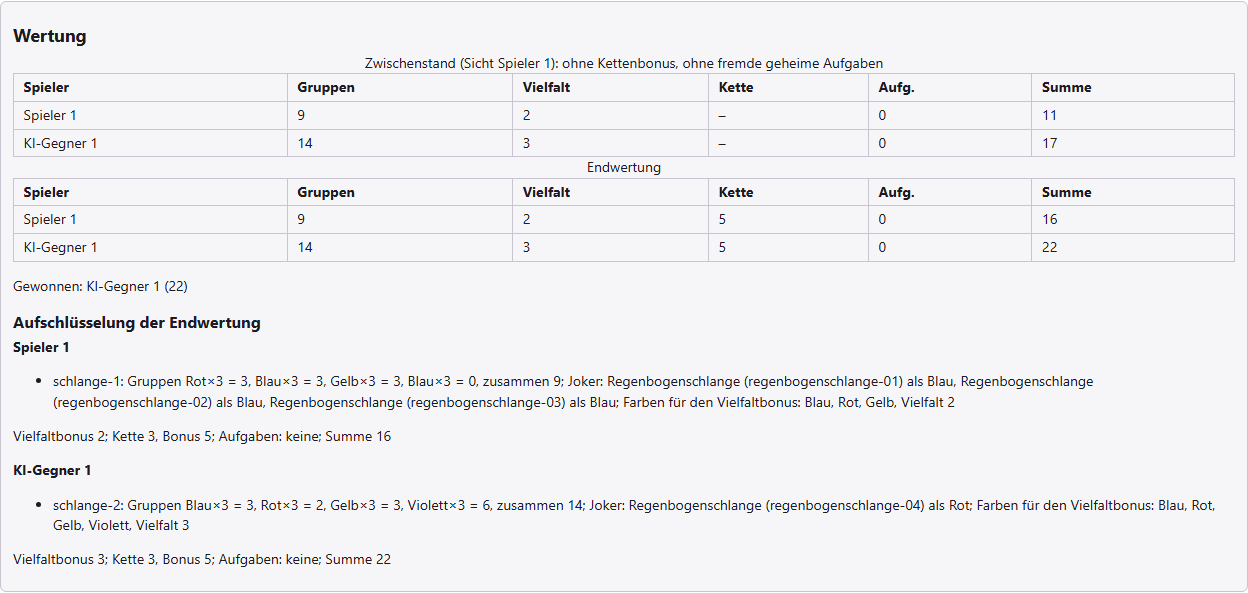 Wertung
Zwischenstand (Sicht Spieler 1): ohne Kettenbonus, ohne fremde geheime Aufgaben
Spieler Gruppen Vielfalt Kette Aufg. Summe
Spieler 1 9 2 – 0 11
KI-Gegner 1 14 3 – 0 17
Endwertung
Spieler Gruppen Vielfalt Kette Aufg. Summe
Spieler 1 9 2 5 0 16
KI-Gegner 1 14 3 5 0 22
Gewonnen: KI-Gegner 1 (22)
Aufschlüsselung der Endwertung
Spieler 1
• schlange-1: Gruppen Rot×3 = 3, Blau×3 = 3, Gelb×3 = 3, Blau×3 = 0, zusammen 9; Joker: Regenbogenschlange (regenbogenschlange-01) als Blau, Regenbogenschlange
(regenbogenschlange-02) als Blau, Regenbogenschlange (regenbogenschlange-03) als Blau; Farben für den Vielfaltbonus: Blau, Rot, Gelb, Vielfalt 2
Vielfaltbonus 2; Kette 3, Bonus 5; Aufgaben: keine; Summe 16
KI-Gegner 1
• schlange-2: Gruppen Blau×3 = 3, Rot×3 = 2, Gelb×3 = 3, Violett×3 = 6, zusammen 14; Joker: Regenbogenschlange (regenbogenschlange-04) als Rot; Farben für den Vielfaltbonus: Blau, Rot,
Gelb, Violett, Vielfalt 3
Vielfaltbonus 3; Kette 3, Bonus 5; Aufgaben: keine; Summe 22